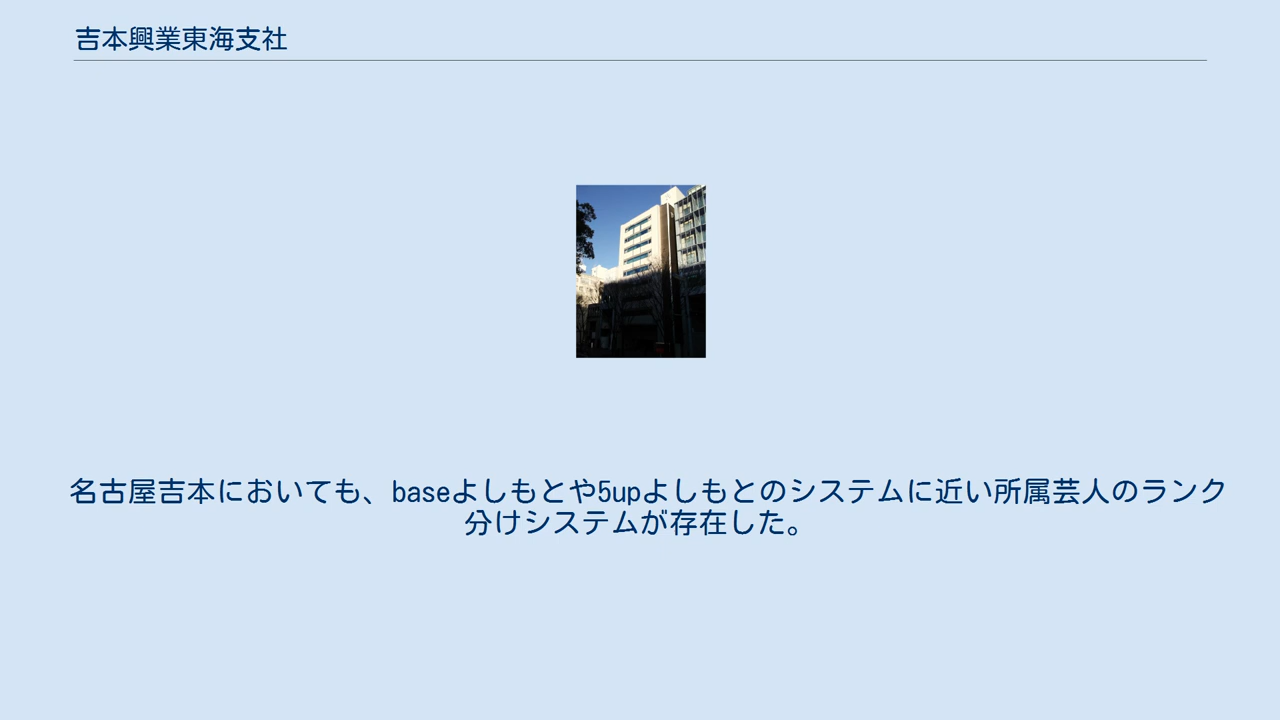 吉本興業東海支社
名古屋吉本においても、baseよしもとや5upよしもとのシステムに近い所属芸人のランク
分けシステムが存在した。